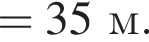 = 35 м.